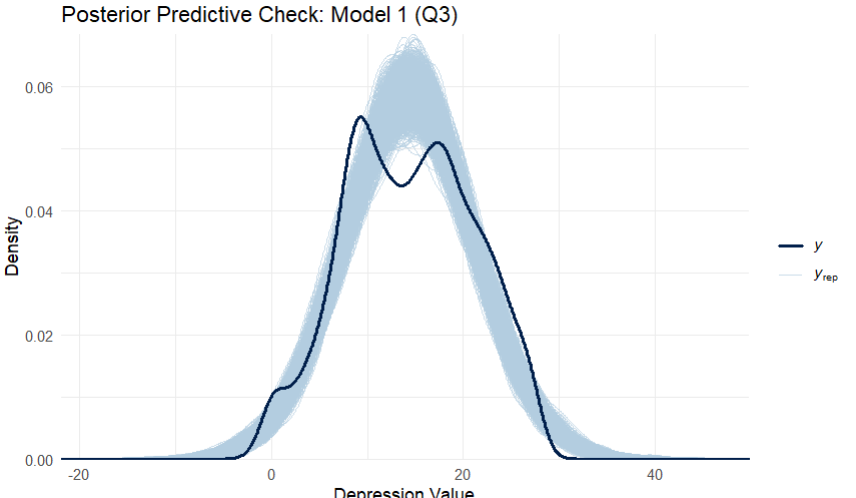 Posterior Predictive Check: Model 1 (Q3)
0.06
0.04
0.02
0.00
Density
-20
0
20
40
Depression Value
y
yrep